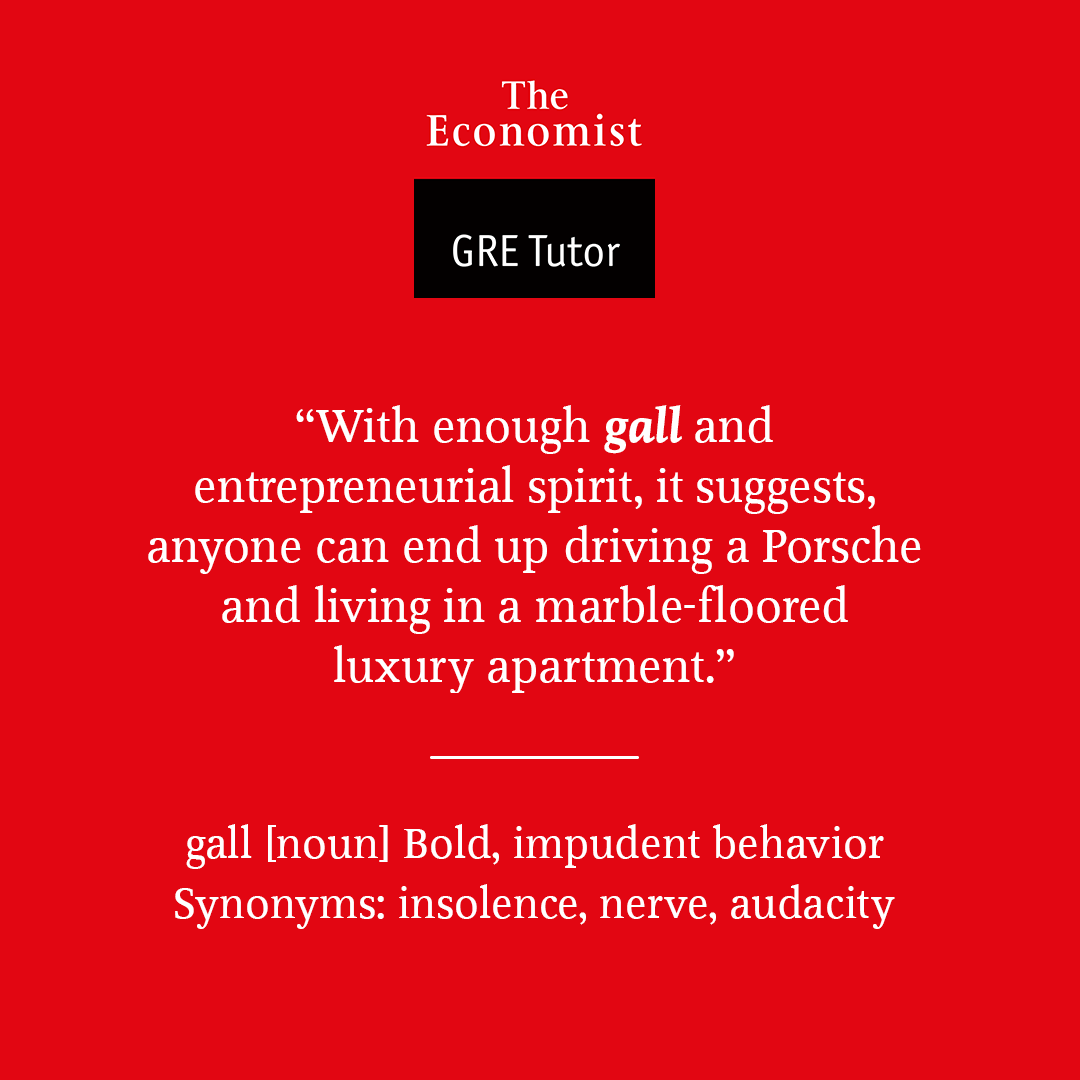 The
Economist
GRE Tutor
“With enough gall and
entrepreneurial spirit, it suggests,
anyone can end up driving a Porsche
and living in a marble-floored
luxury apartment.”
gall [noun] Bold, impudent behavior
Synonyms: insolence, nerve, audacity